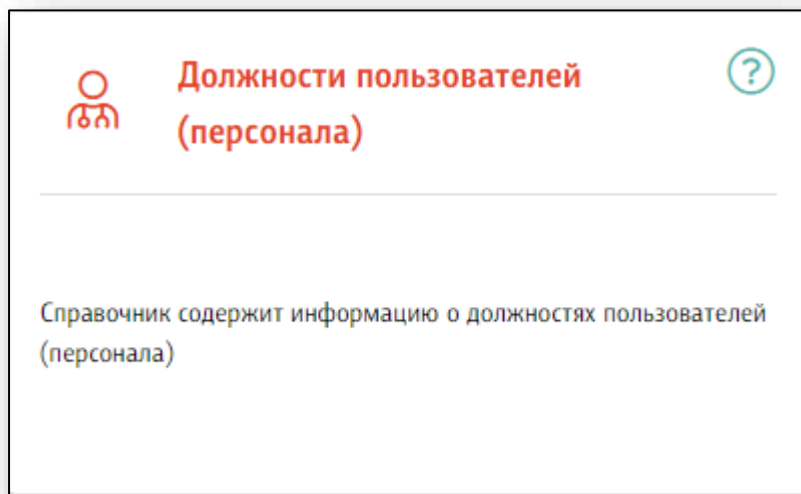 Должности пользователей
(персонала)
?
Справочник содержит информацию о должностях пользователей
(персонала)